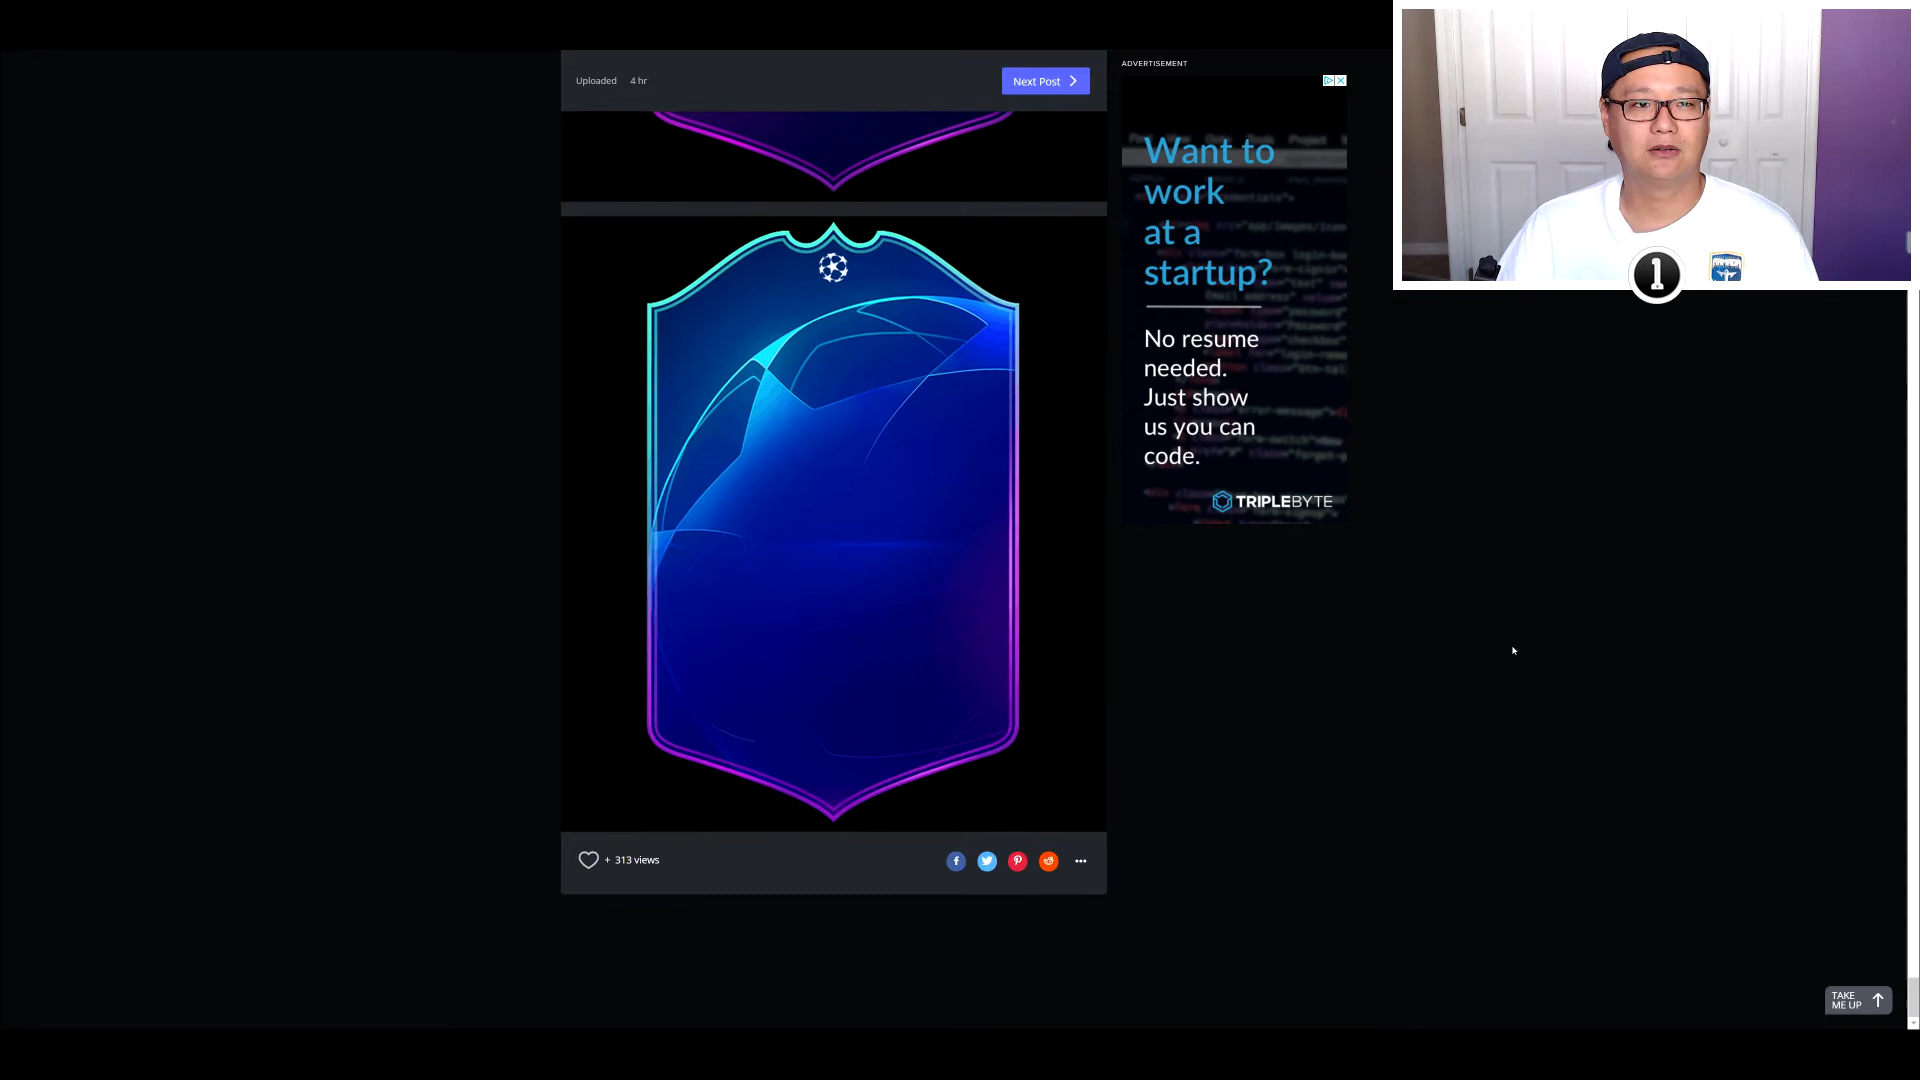 Uploaded 4 hr
Next Post
ADVERTISEMENT
Want to
work
at a
startup?
No resume
needed.
Just show
us you can
code.
TRIPLEBYTE
1
+ 313 views
TAKE
ME UP